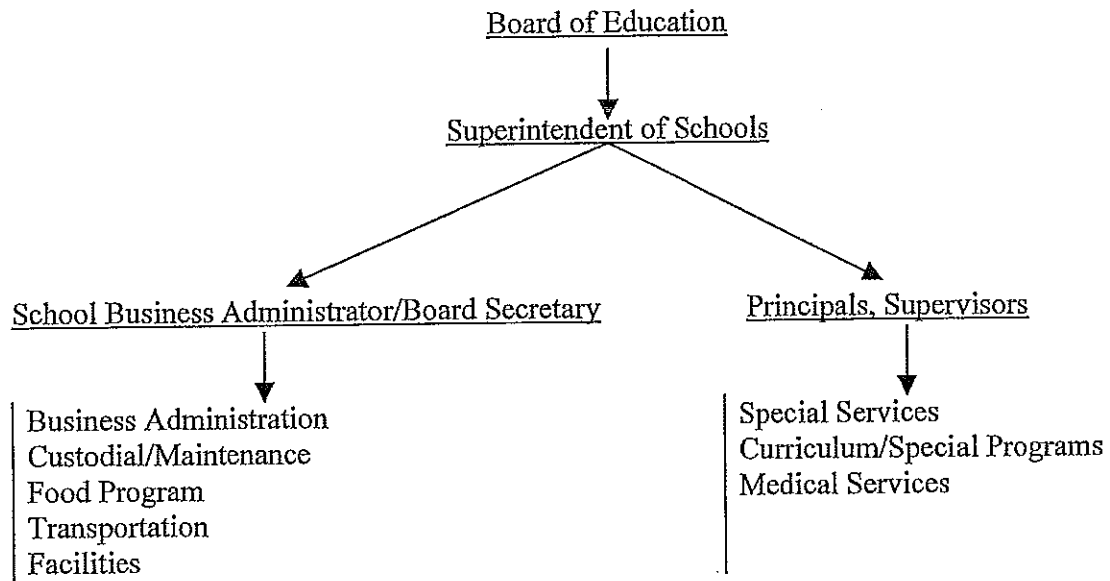 Board of Education
Superintendent of Schools
School Business Administrator/Board Secretary
Principals, Supervisors
Business Administration
Custodial/Maintenance
Food Program
Transportation
Facilities
Special Services
Curriculum/Special Programs
Medical Services